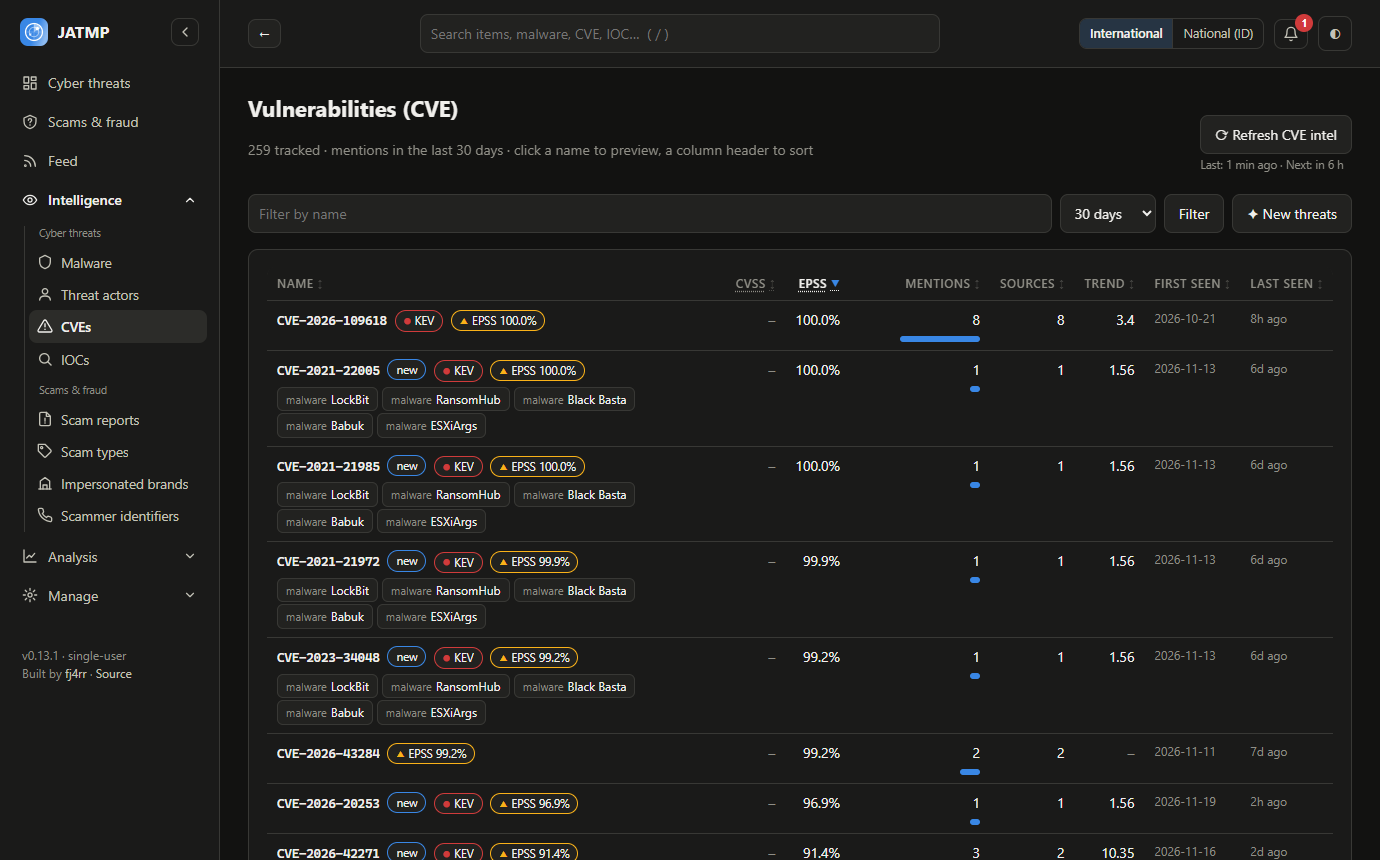 JATMP
Search items, malware, CVE, IOC... ( / )
International National (ID) 1
Cyber threats
Scams & fraud
Feed
Intelligence
Cyber threats
Malware
Threat actors
CVEs
IOCs
Scams & fraud
Scam reports
Scam types
Impersonated brands
Scammer identifiers
Analysis
Manage
v0.13.1 · single-user
Built by fj4rr · Source
Vulnerabilities (CVE)
259 tracked · mentions in the last 30 days · click a name to preview, a column header to sort
Refresh CVE intel
Last: 1 min ago · Next: in 6 h
Filter by name 30 days Filter New threats
NAME CVSS EPSS MENTIONS SOURCES TREND FIRST SEEN LAST SEEN
CVE-2026-109618 KEV EPSS 100.0% – 100.0% 8 8 3.4 2026-10-21 8h ago
CVE-2021-22005 new KEV EPSS 100.0% – 100.0% 1 1 1.56 2026-11-13 6d ago
malware LockBit malware RansomHub malware Black Basta
malware Babuk malware ESXiArgs
CVE-2021-21985 new KEV EPSS 100.0% – 100.0% 1 1 1.56 2026-11-13 6d ago
malware LockBit malware RansomHub malware Black Basta
malware Babuk malware ESXiArgs
CVE-2021-21972 new KEV EPSS 99.9% – 99.9% 1 1 1.56 2026-11-13 6d ago
malware LockBit malware RansomHub malware Black Basta
malware Babuk malware ESXiArgs
CVE-2023-34048 new KEV EPSS 99.2% – 99.2% 1 1 1.56 2026-11-13 6d ago
malware LockBit malware RansomHub malware Black Basta
malware Babuk malware ESXiArgs
CVE-2026-43284 EPSS 99.2% – 99.2% 2 2 – 2026-11-11 7d ago
CVE-2026-20253 new KEV EPSS 96.9% – 96.9% 1 1 1.56 2026-11-19 2h ago
CVE-2026-42271 new KEV EPSS 91.4% – 91.4% 3 2 10.35 2026-11-16 2d ago